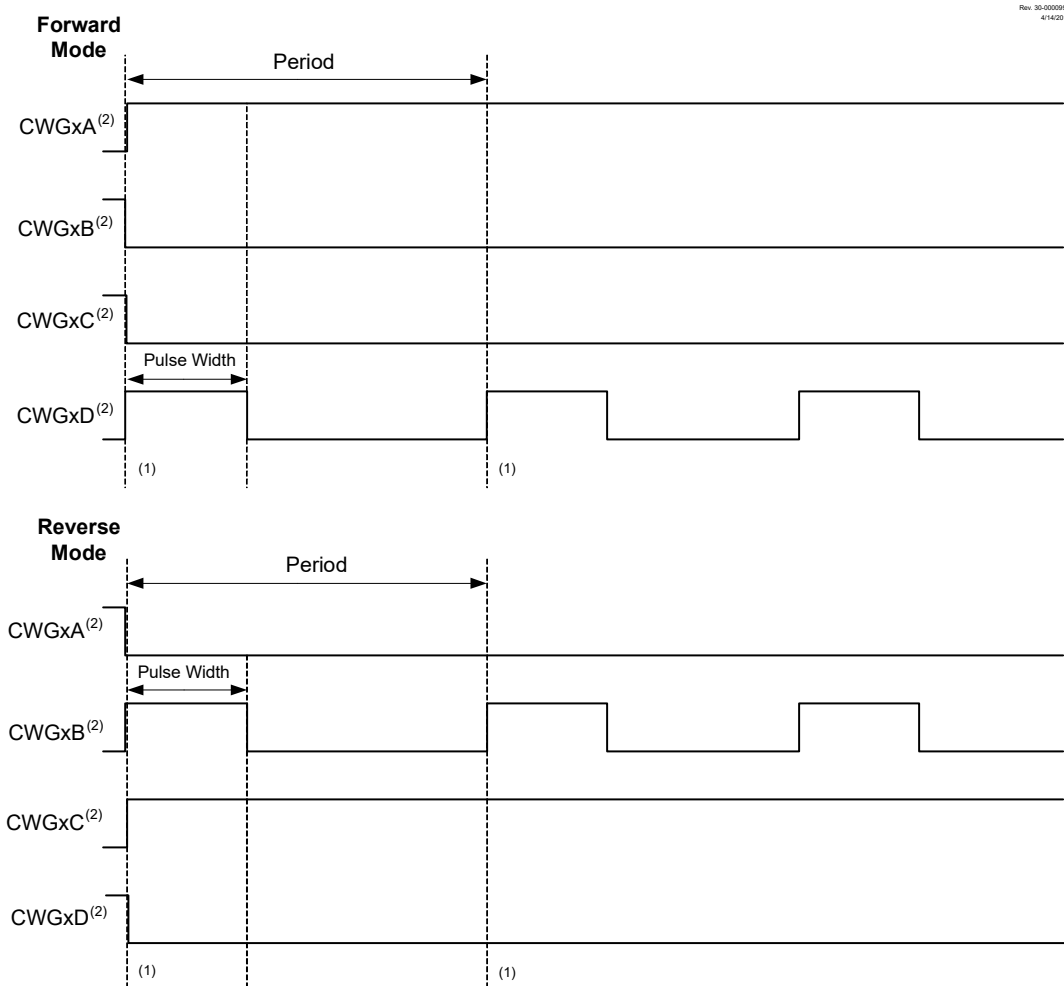 Rev. 30-000099
4/14/20
Forward
Mode
Period
CWGxA(2)
CWGxB(2)
CWGxC(2)
Pulse Width
CWGxD(2)
(1)
(1)
Reverse
Mode
Period
CWGxA(2)
Pulse Width
CWGxB(2)
CWGxC(2)
CWGxD(2)
(1)
(1)